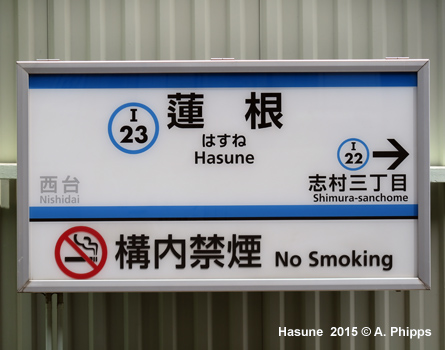 I
23
蓮根
はすね
Hasune
I
22
西台
Nishidai
志村三丁目
Shimura-sanchome
構内禁煙 No Smoking
Hasune 2015 © A. Phipps